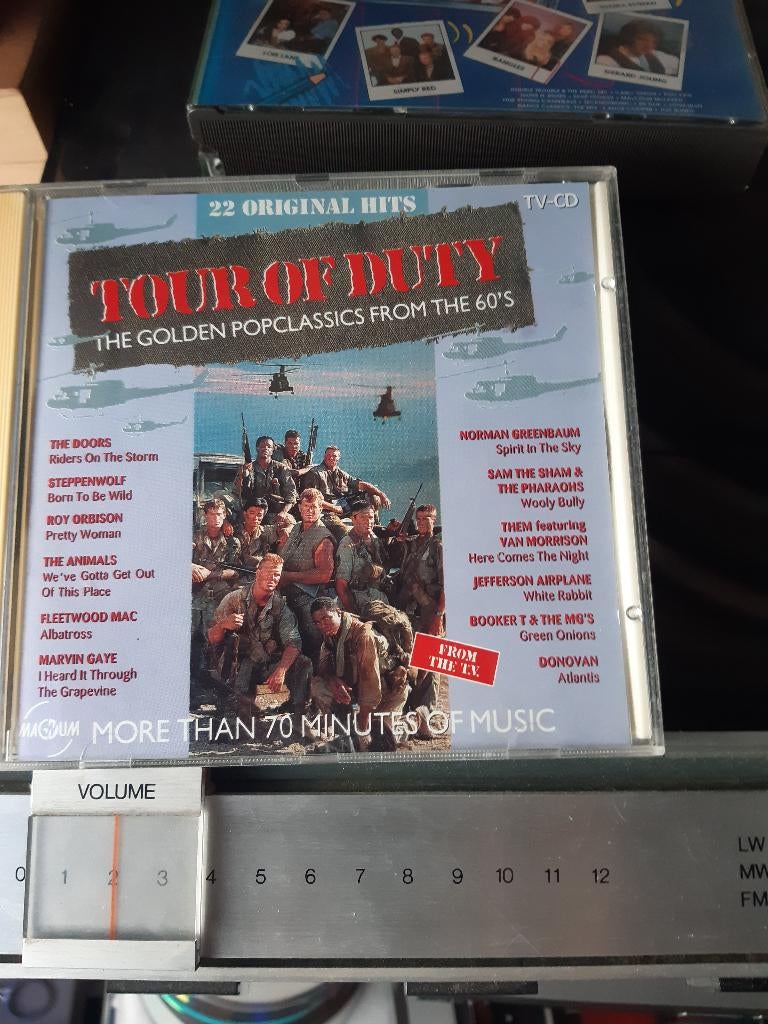 SIMPLY RED
BANGLES
GERARD JOLING
22 ORIGINAL HITS
TV-CD
TOUR OF DUTY
THE GOLDEN POPCLASSICS FROM THE 60'S
THE DOORS
Riders On The Storm
STEPPENWOLF
Born To Be Wild
ROY ORBISON
Pretty Woman
THE ANIMALS
We've Gotta Get Out
Of This Place
FLEETWOOD MAC
Albatross
MARVIN GAYE
I Heard It Through
The Grapevine
NORMAN GREENBAUM
Spirit In The Sky
SAM THE SHAM &
THE PHARAOHS
Wooly Bully
THEM featuring
VAN MORRISON
Here Comes The Night
JEFFERSON AIRPLANE
White Rabbit
BOOKER T & THE MG'S
Green Onions
DONOVAN
Atlantis
FROM
THE T.V.
MAGNUM
MORE THAN 70 MINUTES OF MUSIC
VOLUME
0 1 2 3 4 5 6 7 8 9 10 11 12
LW
MW
FM